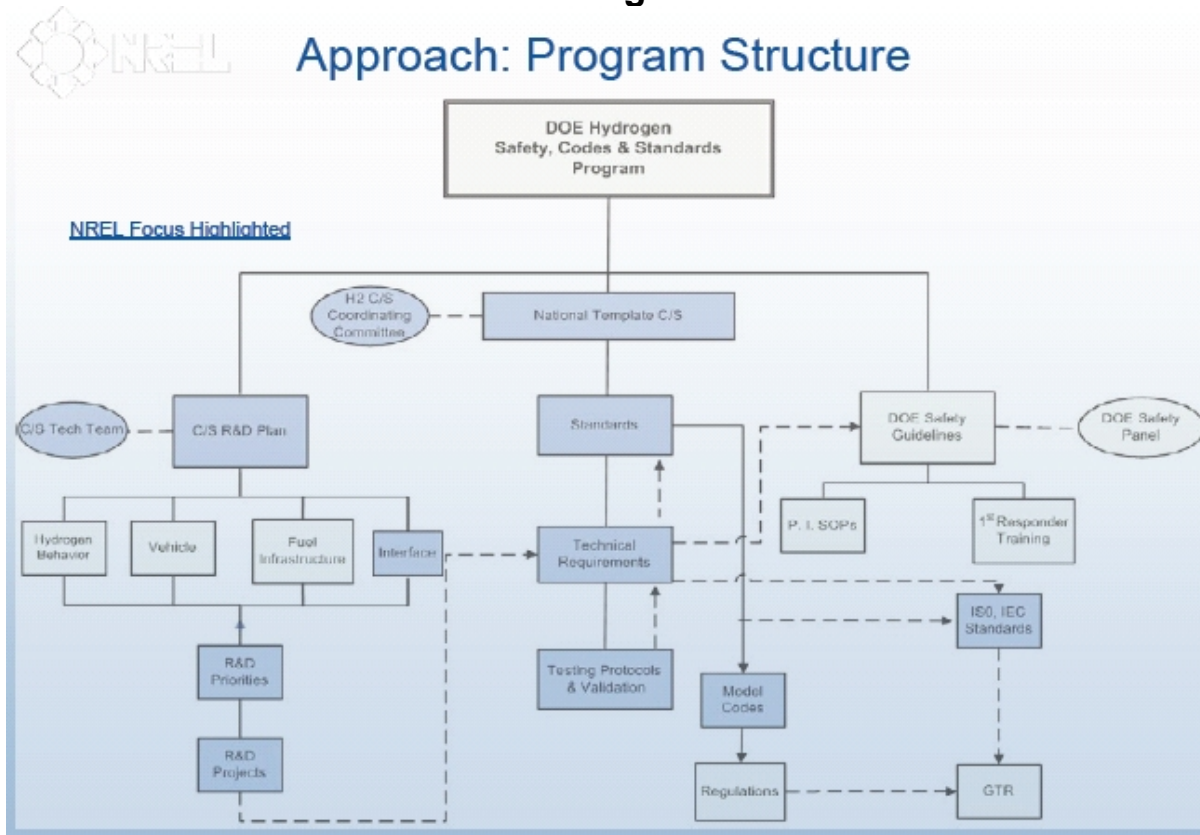 NREL
Approach: Program Structure
DOE Hydrogen
Safety, Codes & Standards
Program
NREL Focus Highlighted
H2 C/S
Coordinating
Committee
National Template C/S
C/S Tech Team
C/S R&D Plan
Standards
DOE Safety
Guidelines
DOE Safety
Panel
Hydrogen
Behavior
Vehicle
Fuel
Infrastructure
Interface
Technical
Requirements
P. I. SOPs
1st Responder
Training
IS0, IEC
Standards
R&D
Priorities
Testing Protocols
& Validation
Model
Codes
R&D
Projects
Regulations
GTR